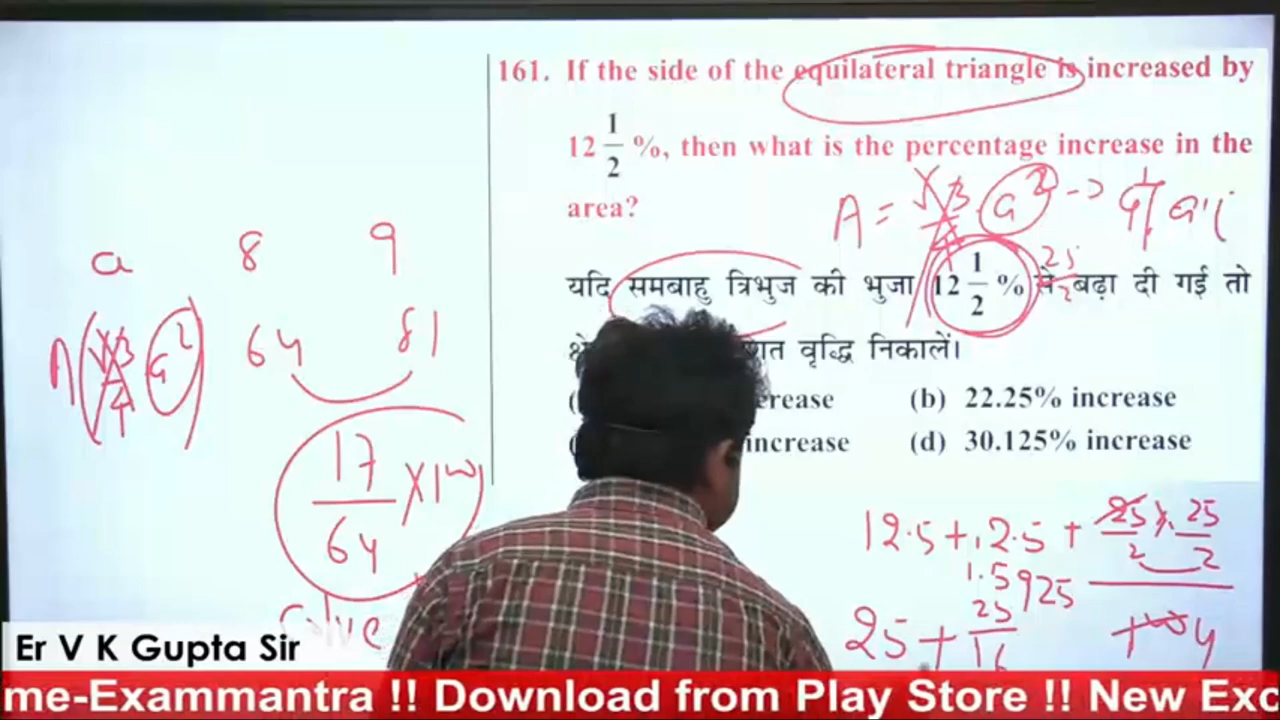 161. If the side of the equilateral triangle is increased by
12 1/2 %, then what is the percentage increase in the
area?
A = √3/4 a²
यदि समबाहु त्रिभुज की भुजा 12 1/2 % से बढ़ा दी गई तो
25/2
वृद्धि निकालें।
(b) 22.25% increase
increase
(d) 30.125% increase
a 8 9
√3/4 a² 64 81
17/64 × 100
12.5 + 12.5 + 25/2 × 25/2
1.5925
25 + 25/16
Er V K Gupta Sir
me-Exammantra !! Download from Play Store !! New Exc